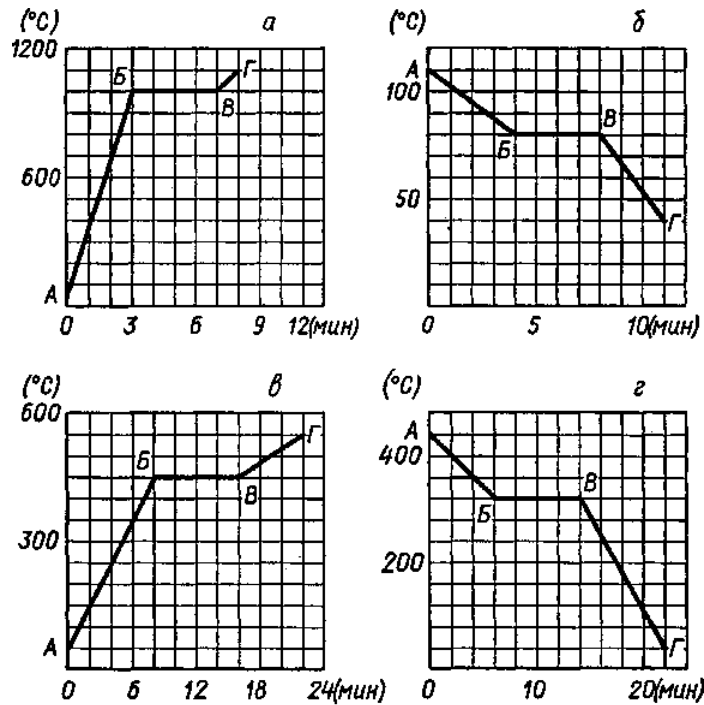 (°C) а
1200
Б Г
В
600
А
0 3 6 9 12(мин)
(°C) б
А
100
В
Б
50
Г
0 5 10(мин)
(°C) в
600
Г
Б
В
300
А
0 6 12 18 24(мин)
(°C) г
А
400
В
Б
200
Г
0 10 20(мин)